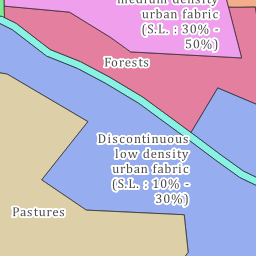 medium density
urban fabric
(S.L. : 30% -
50%)
Forests
Discontinuous
low density
urban fabric
(S.L. : 10% -
30%)
Pastures